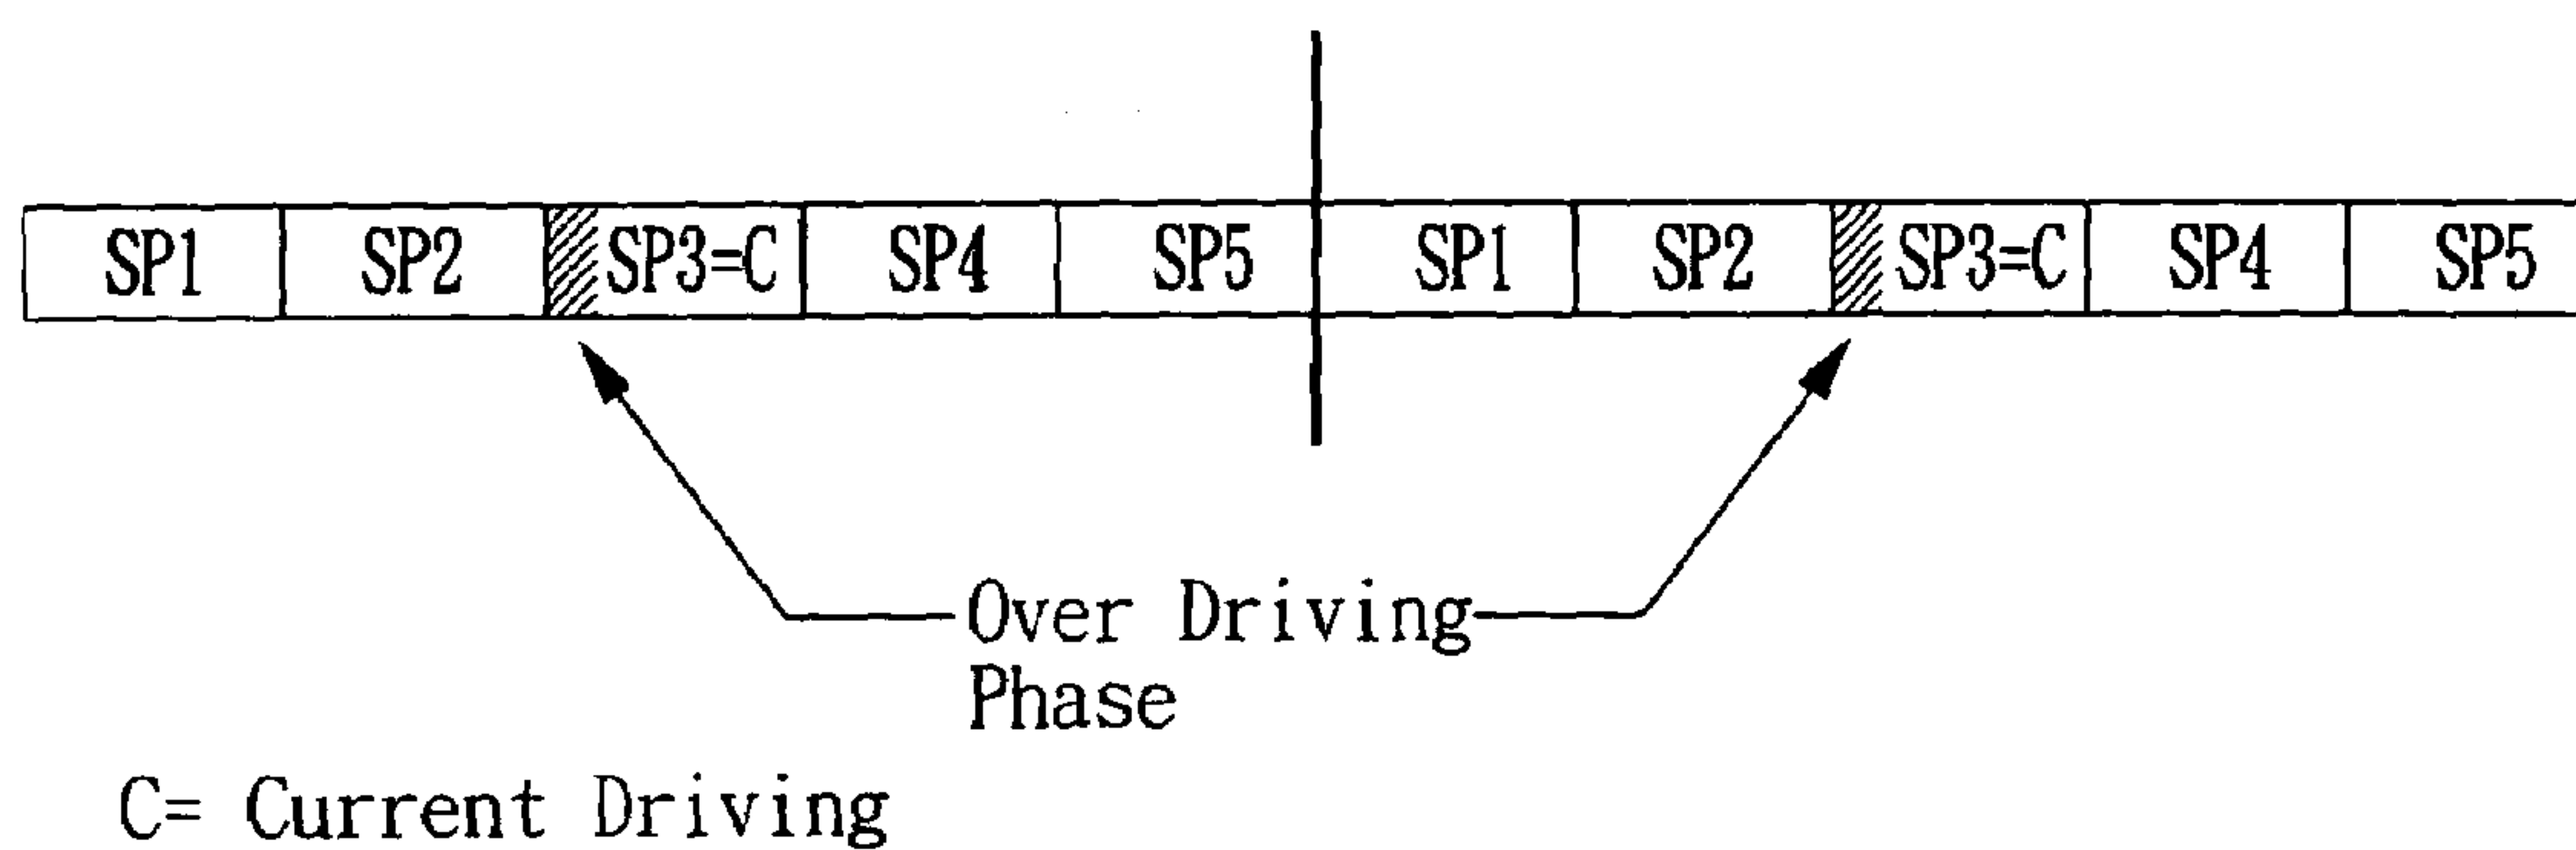 SP1 SP2 SP3=C SP4 SP5 SP1 SP2 SP3=C SP4 SP5
Over Driving
Phase
C= Current Driving